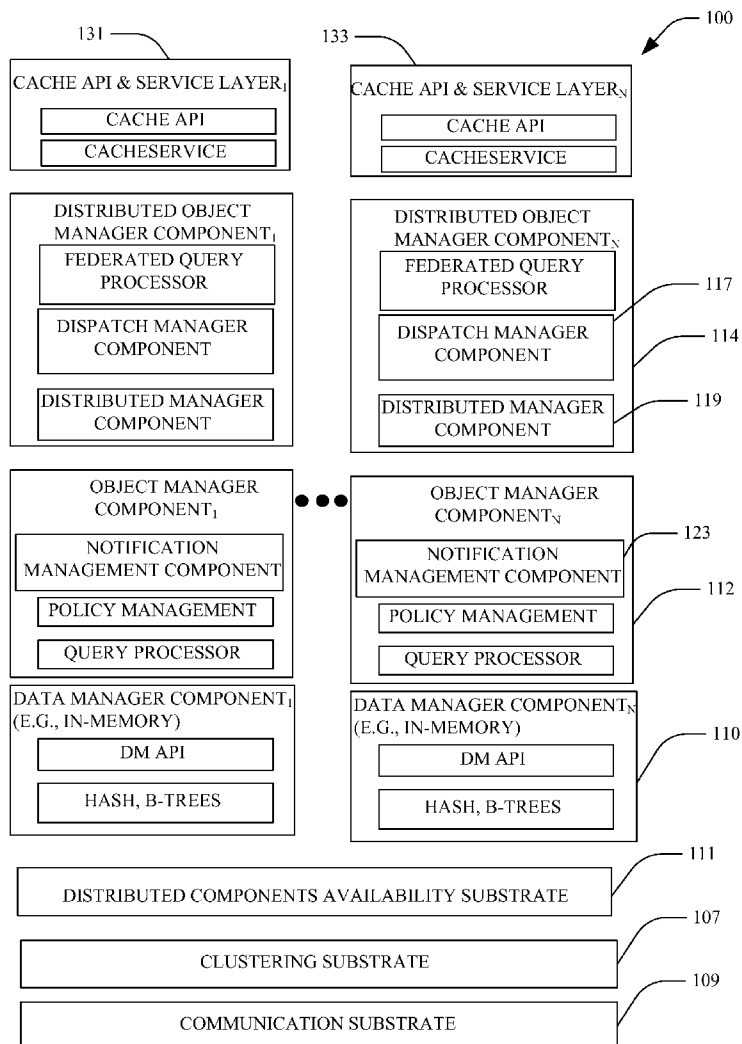 131
133
100
CACHE API & SERVICE LAYER1
CACHE API
CACHESERVICE
CACHE API & SERVICE LAYERN
CACHE API
CACHESERVICE
DISTRIBUTED OBJECT
MANAGER COMPONENT1
FEDERATED QUERY
PROCESSOR
DISPATCH MANAGER
COMPONENT
DISTRIBUTED MANAGER
COMPONENT
DISTRIBUTED OBJECT
MANAGER COMPONENTN
FEDERATED QUERY
PROCESSOR
DISPATCH MANAGER
COMPONENT
DISTRIBUTED MANAGER
COMPONENT
117
114
119
OBJECT MANAGER
COMPONENT1
NOTIFICATION
MANAGEMENT COMPONENT
POLICY MANAGEMENT
QUERY PROCESSOR
OBJECT MANAGER
COMPONENTN
NOTIFICATION
MANAGEMENT COMPONENT
POLICY MANAGEMENT
QUERY PROCESSOR
123
112
DATA MANAGER COMPONENT1
(E.G., IN-MEMORY)
DM API
HASH, B-TREES
DATA MANAGER COMPONENTN
(E.G., IN-MEMORY)
DM API
HASH, B-TREES
110
DISTRIBUTED COMPONENTS AVAILABILITY SUBSTRATE
111
CLUSTERING SUBSTRATE
107
COMMUNICATION SUBSTRATE
109